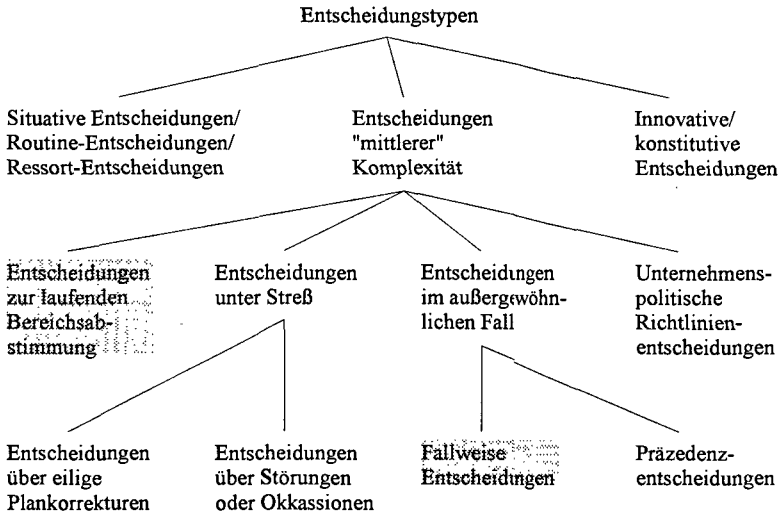 Entscheidungstypen
Situative Entscheidungen/
Routine-Entscheidungen/
Ressort-Entscheidungen
Entscheidungen
"mittlerer"
Komplexität
Innovative/
konstitutive
Entscheidungen
Entscheidungen
zur laufenden
Bereichsab-
stimmung
Entscheidungen
unter Streß
Entscheidungen
im außergewöhn-
lichen Fall
Unternehmens-
politische
Richtlinien-
entscheidungen
Entscheidungen
über eilige
Plankorrekturen
Entscheidungen
über Störungen
oder Okkassionen
Fallweise
Entscheidungen
Präzedenz-
entscheidungen